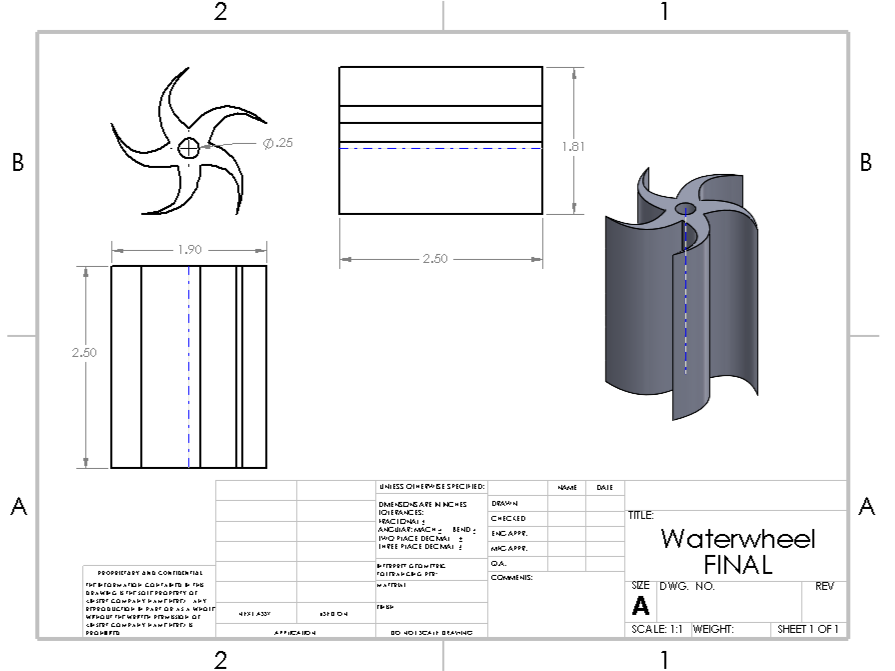 2
1
B
B
Ø.25
1.81
1.90
2.50
2.50
A
A
UNLESS OTHERWISE SPECIFIED:
NAME
DATE
DIMENSIONS ARE IN INCHES
TOLERANCES:
FRACTIONAL ±
ANGULAR: MACH ± BEND ±
TWO PLACE DECIMAL ±
THREE PLACE DECIMAL ±
DRAWN
CHECKED
ENG APPR.
MFG APPR.
Q.A.
COMMENTS:
INTERPRET GEOMETRIC
TOLERANCING PER:
MATERIAL
FINISH
DO NOT SCALE DRAWING
TITLE:
Waterwheel
FINAL
SIZE
DWG. NO.
REV
A
SCALE: 1:1
WEIGHT:
SHEET 1 OF 1
PROPRIETARY AND CONFIDENTIAL
THE INFORMATION CONTAINED IN THIS
DRAWING IS THE SOLE PROPERTY OF
<INSERT COMPANY NAME HERE>. ANY
REPRODUCTION IN PART OR AS A WHOLE
WITHOUT THE WRITTEN PERMISSION OF
<INSERT COMPANY NAME HERE> IS
PROHIBITED.
NEXT ASSY
USED ON
APPLICATION
2
1